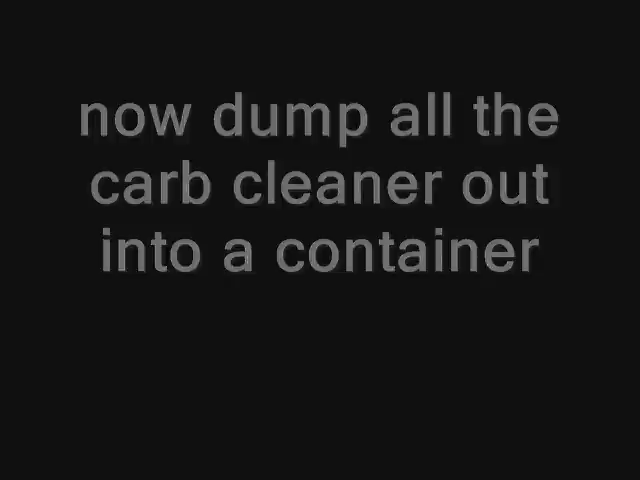 now dump all the
carb cleaner out
into a container